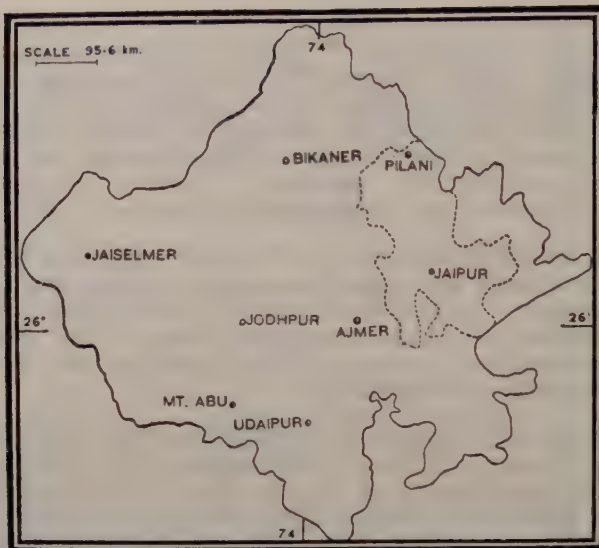 74
SCALE 95·6 km.
BIKANER
PILANI
JAISELMER
JAIPUR
26°
JODHPUR
AJMER
26°
MT. ABU
UDAIPUR
74